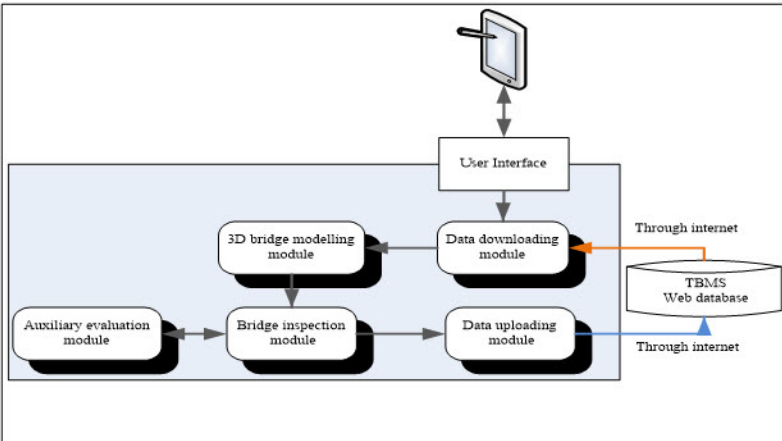 User Interface
Through internet
3D bridge modelling
module
Data downloading
module
TBMS
Web database
Auxiliary evaluation
module
Bridge inspection
module
Data uploading
module
Through internet